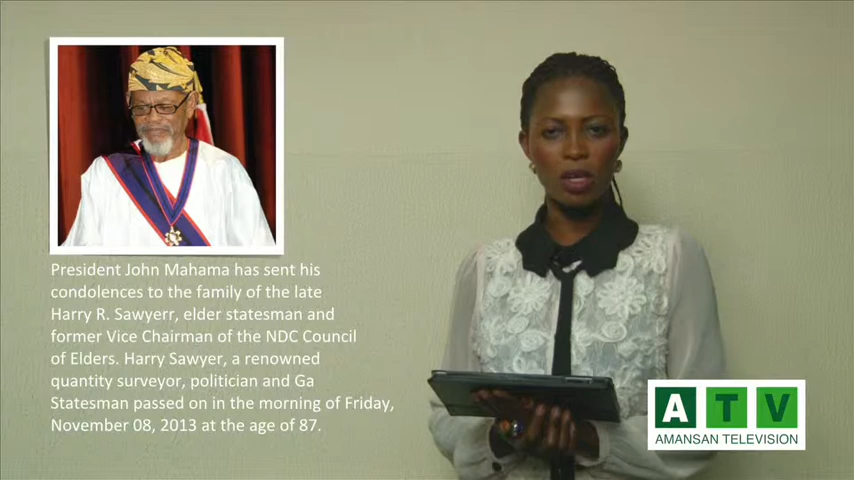 President John Mahama has sent his
condolences to the family of the late
Harry R. Sawyerr, elder statesman and
former Vice Chairman of the NDC Council
of Elders. Harry Sawyer, a renowned
quantity surveyor, politician and Ga
Statesman passed on in the morning of Friday,
November 08, 2013 at the age of 87.
ATV
AMANSAN TELEVISION